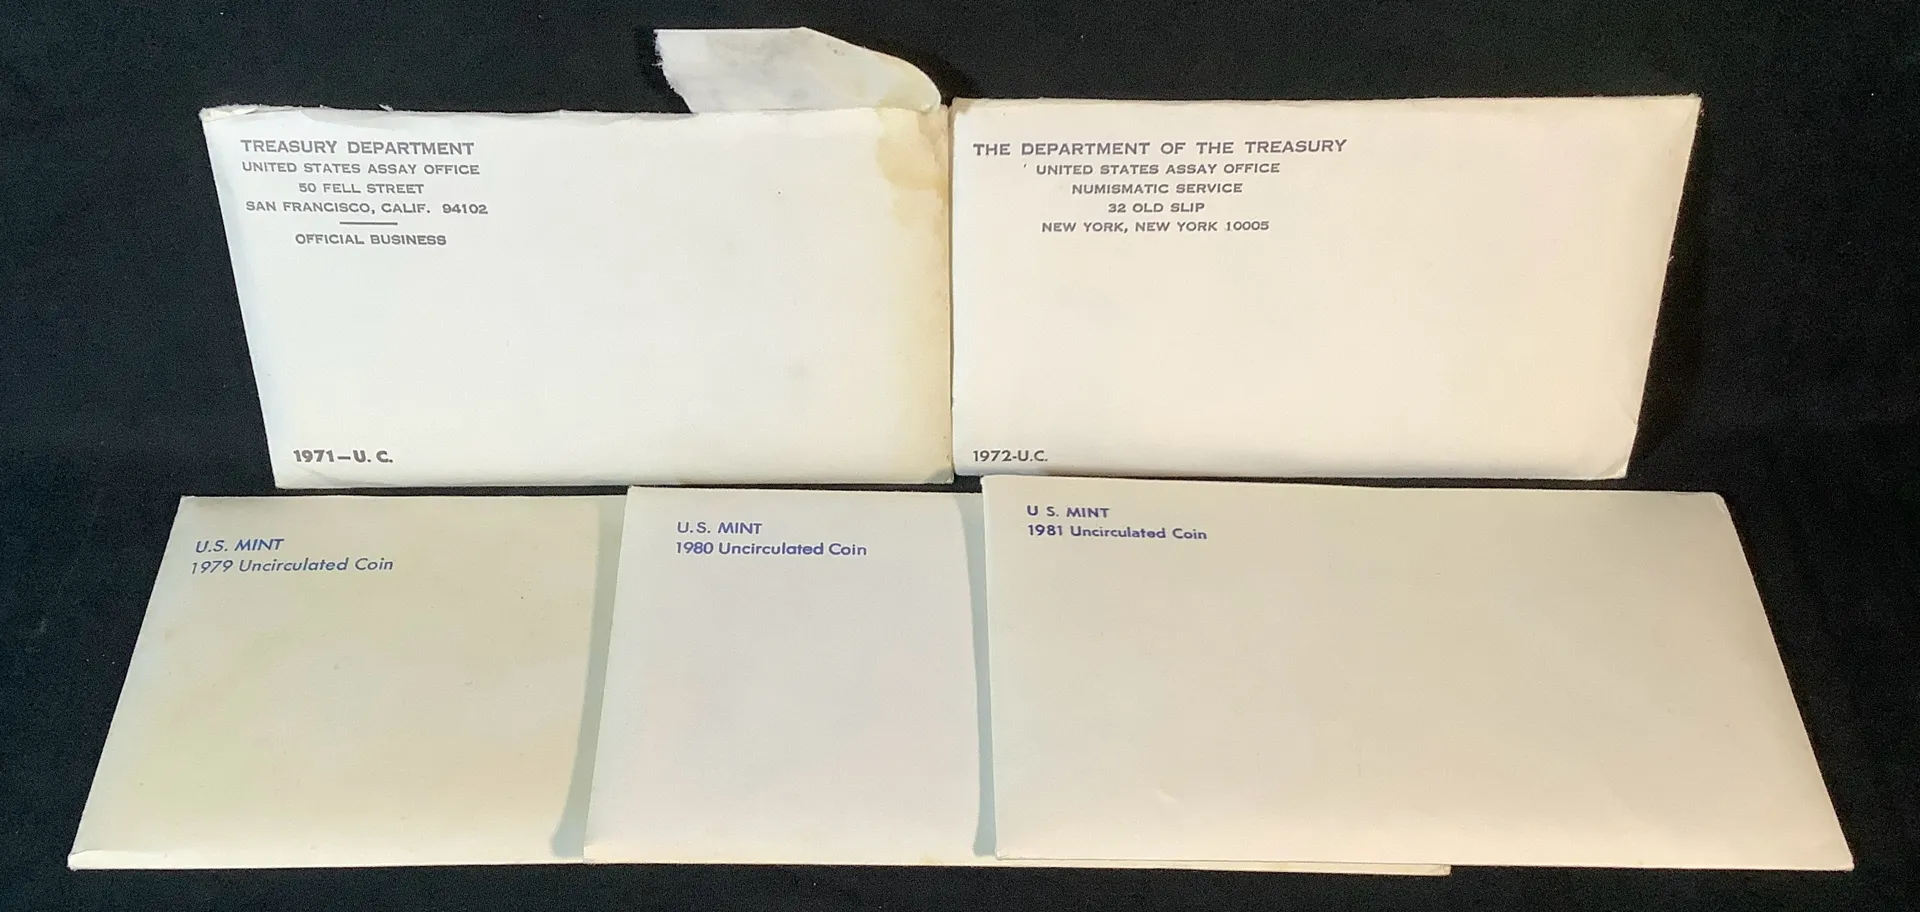 TREASURY DEPARTMENT
UNITED STATES ASSAY OFFICE
50 FELL STREET
SAN FRANCISCO, CALIF. 94102
OFFICIAL BUSINESS
1971—U. C.
THE DEPARTMENT OF THE TREASURY
UNITED STATES ASSAY OFFICE
NUMISMATIC SERVICE
32 OLD SLIP
NEW YORK, NEW YORK 10005
1972-U.C.
U.S. MINT
1979 Uncirculated Coin
U.S. MINT
1980 Uncirculated Coin
U S. MINT
1981 Uncirculated Coin